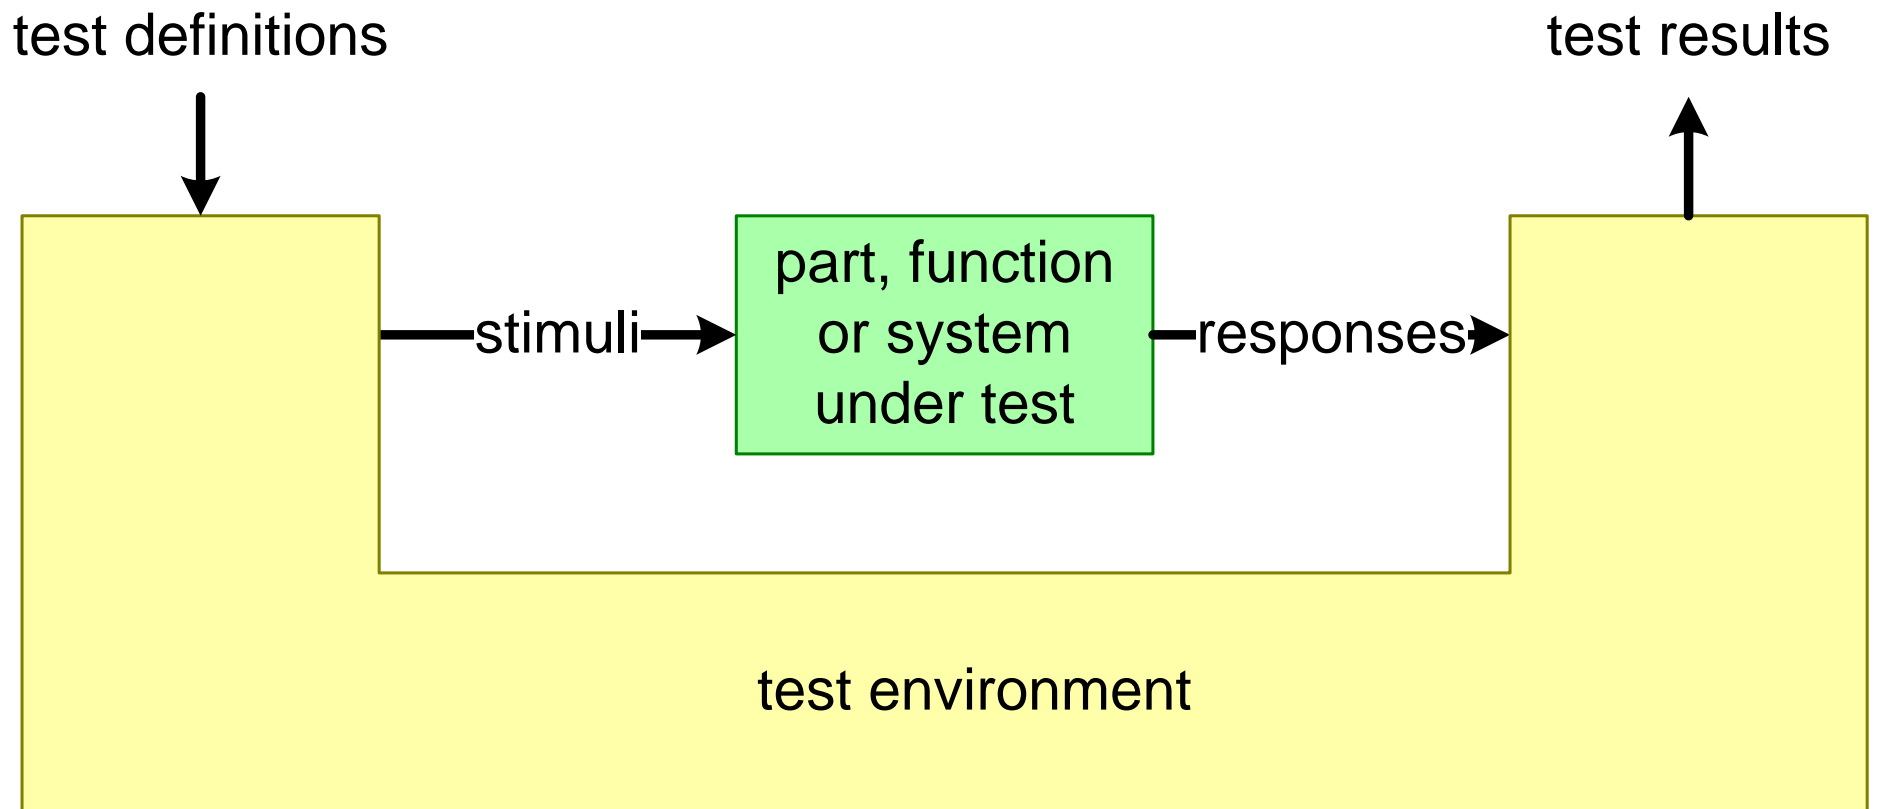 test definitions
test results
stimuli
part, function
or system
under test
responses
test environment